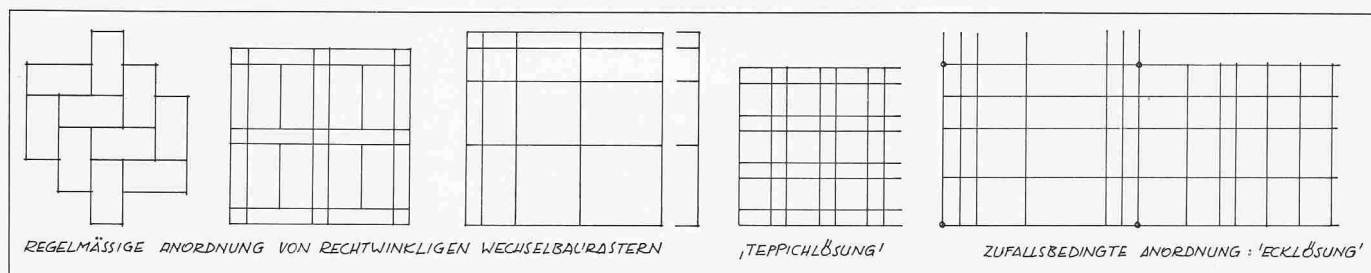 REGELMÄSSIGE ANORDNUNG VON RECHTWINKLIGEN WECHSELBAURASTERN
‚TEPPICHLÖSUNG'
ZUFALLSBEDINGTE ANORDNUNG: 'ECKLÖSUNG'